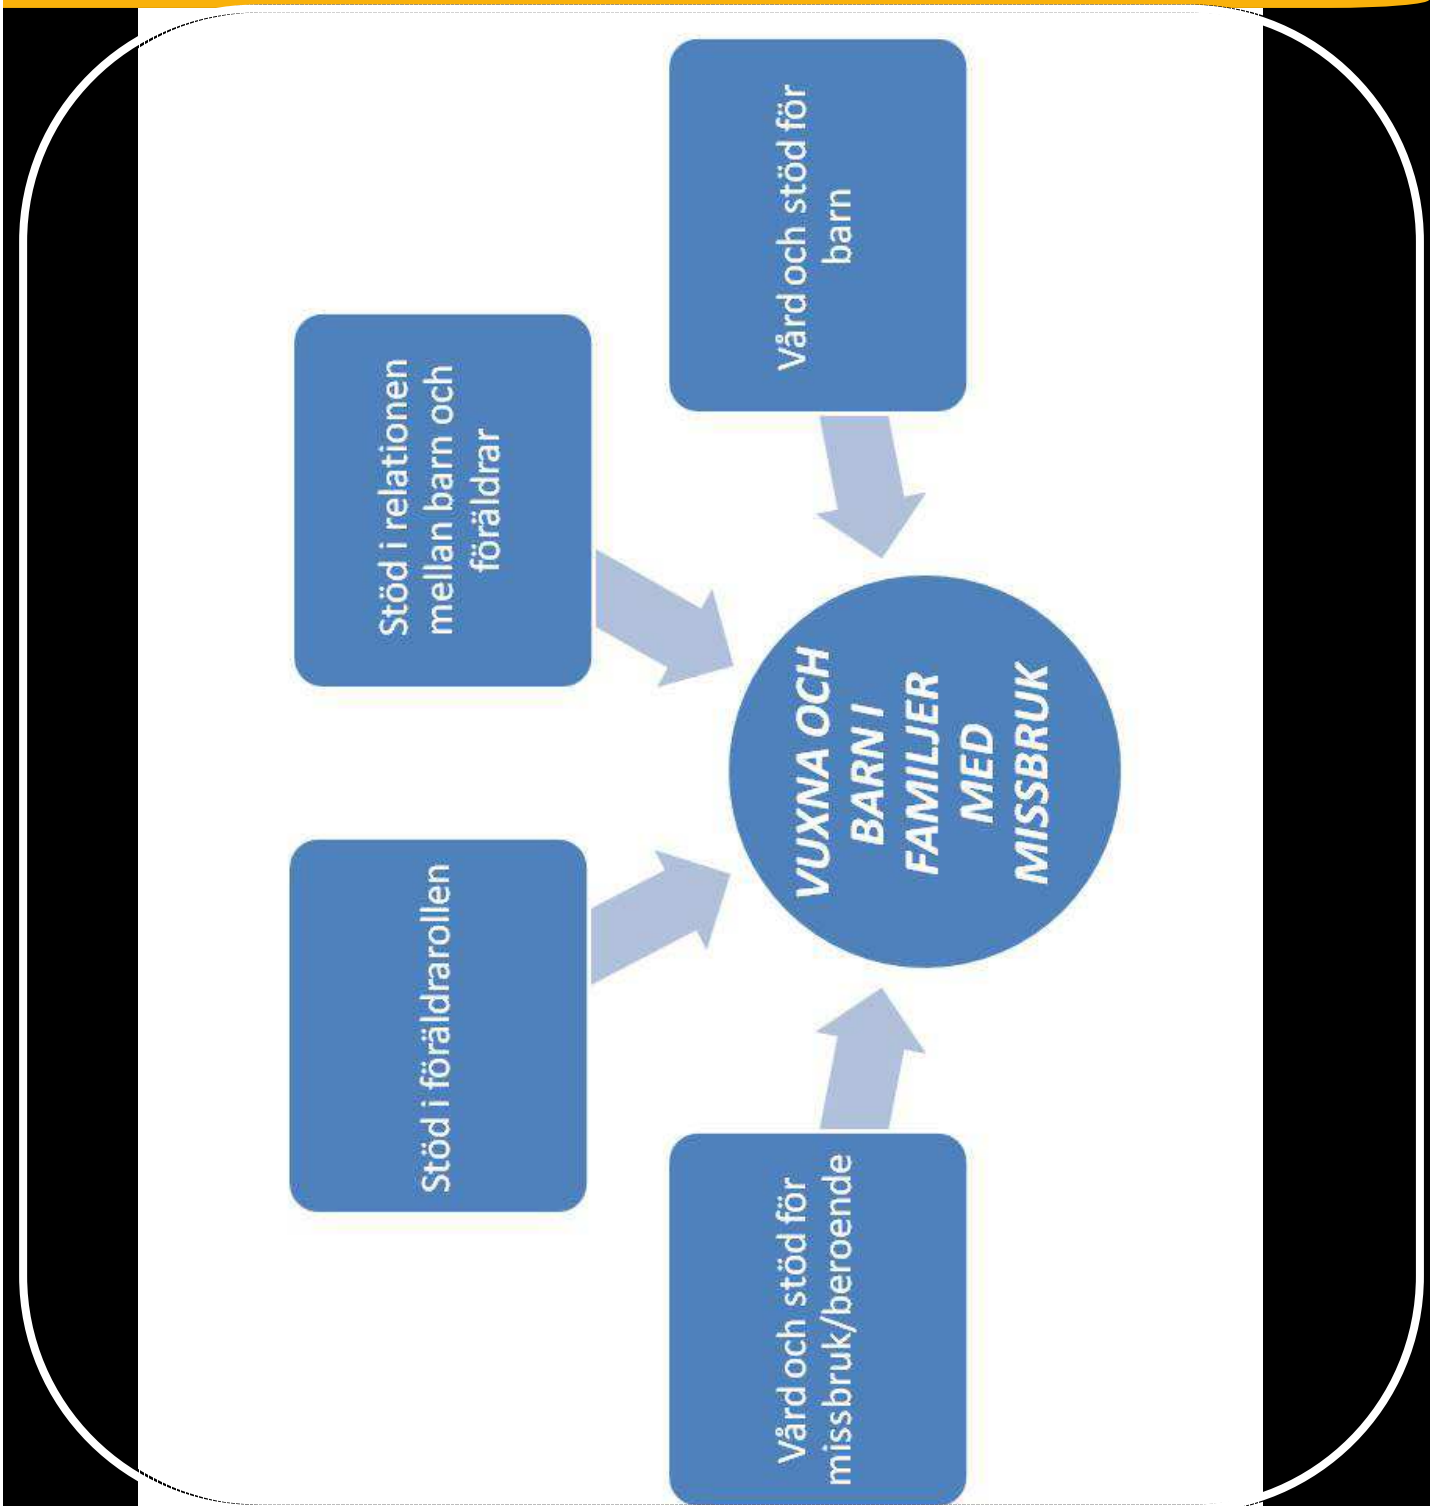 Vård och stöd för
missbruk/beroende
Stöd i föräldrarollen
Stöd i relationen
mellan barn och
föräldrar
Vård och stöd för
barn
VUXNA OCH
BARN I
FAMILJER
MED
MISSBRUK